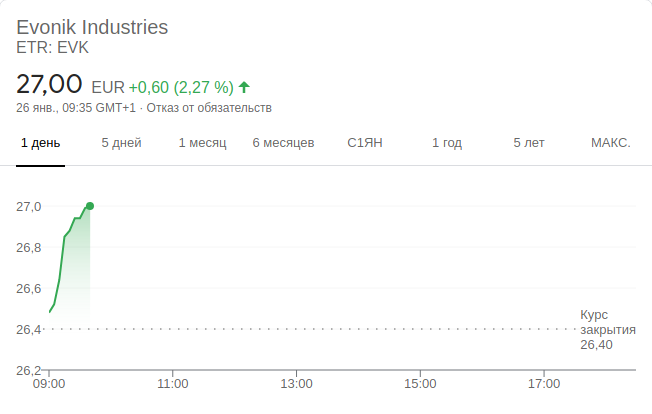 Evonik Industries
ETR: EVK
27,00 EUR +0,60 (2,27 %)
26 янв., 09:35 GMT+1 · Отказ от обязательств
1 день 5 дней 1 месяц 6 месяцев С1ЯН 1 год 5 лет МАКС.
27,0
26,8
26,6
Курс
26,4 закрытия
26,40
26,2
09:00 11:00 13:00 15:00 17:00